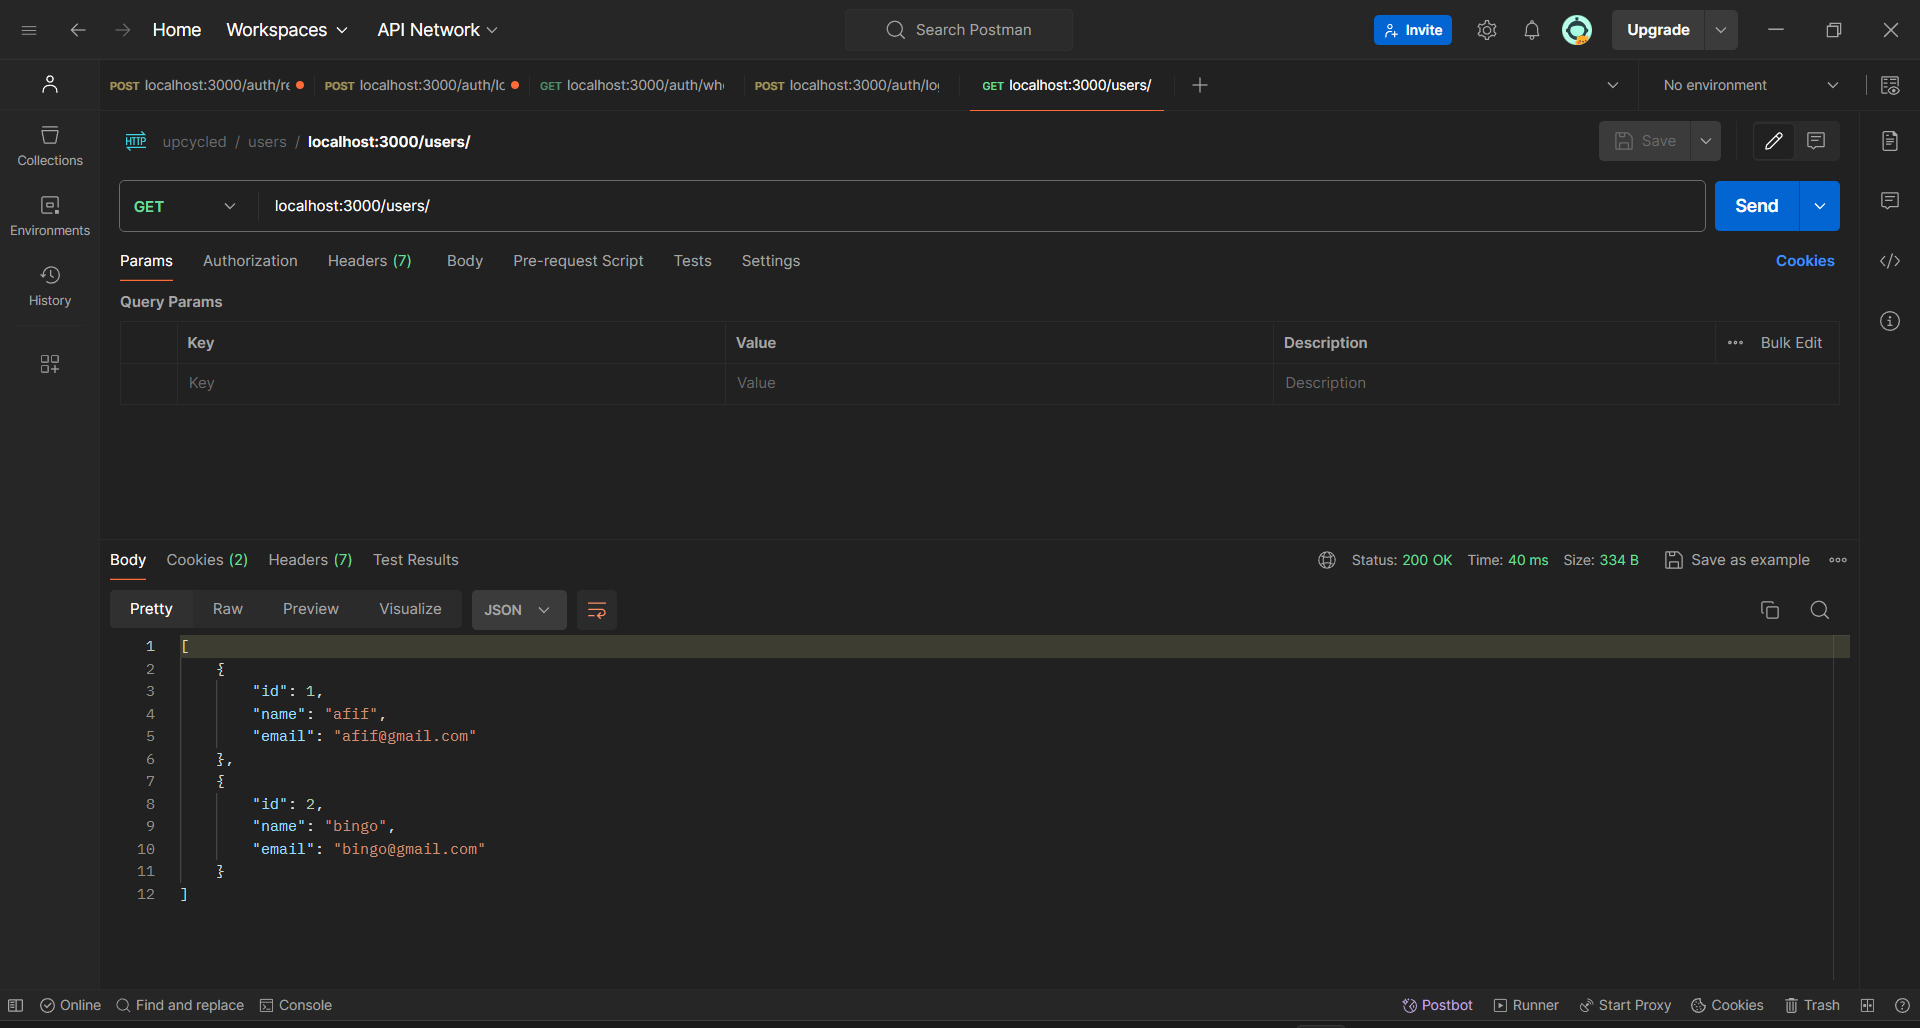 Home Workspaces API Network Search Postman Invite Upgrade
POST localhost:3000/auth/re POST localhost:3000/auth/lc GET localhost:3000/auth/wh POST localhost:3000/auth/lo GET localhost:3000/users/ No environment
HTTP upcycled / users / localhost:3000/users/ Save
Collections
GET localhost:3000/users/ Send
Environments
Params Authorization Headers (7) Body Pre-request Script Tests Settings Cookies
History
Query Params
Key Value Description Bulk Edit
Key Value Description
Body Cookies (2) Headers (7) Test Results Status: 200 OK Time: 40 ms Size: 334 B Save as example
Pretty Raw Preview Visualize JSON
1 [
2 {
3 "id": 1,
4 "name": "afif",
5 "email": "afif@gmail.com"
6 },
7 {
8 "id": 2,
9 "name": "bingo",
10 "email": "bingo@gmail.com"
11 }
12 ]
Online Find and replace Console Postbot Runner Start Proxy Cookies Trash